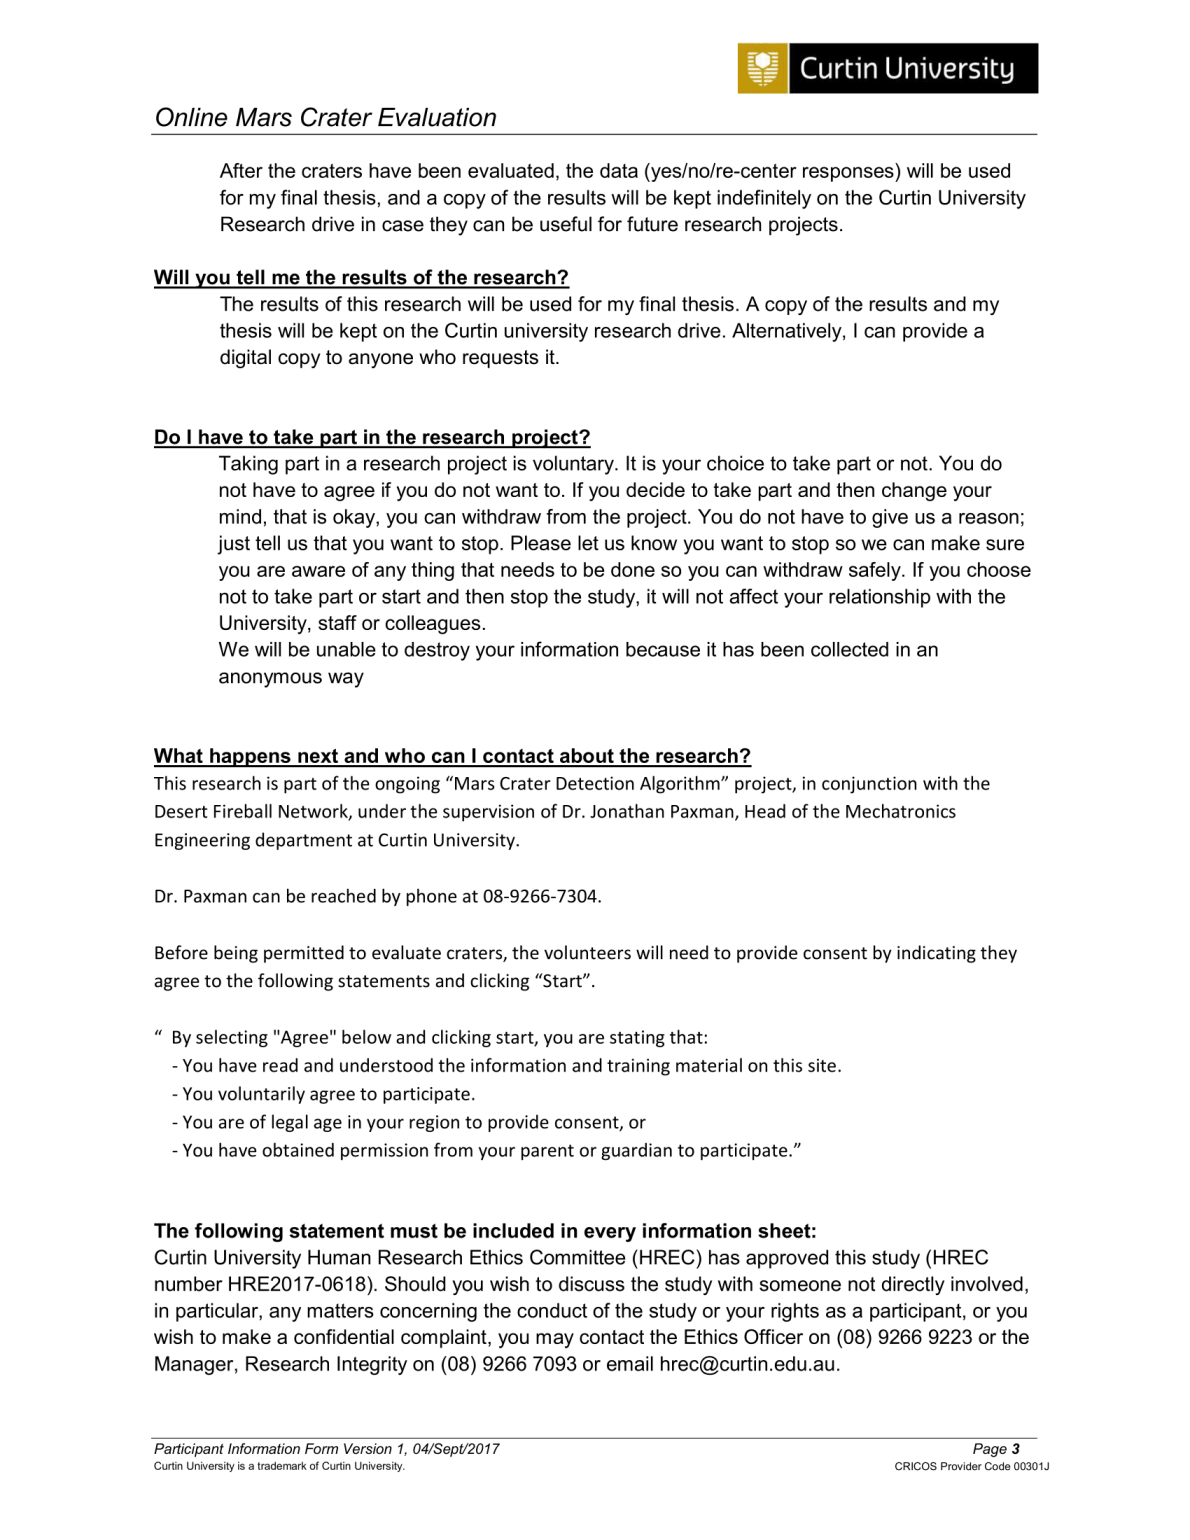 Curtin University
Online Mars Crater Evaluation
After the craters have been evaluated, the data (yes/no/re-center responses) will be used
for my final thesis, and a copy of the results will be kept indefinitely on the Curtin University
Research drive in case they can be useful for future research projects.
Will you tell me the results of the research?
The results of this research will be used for my final thesis. A copy of the results and my
thesis will be kept on the Curtin university research drive. Alternatively, I can provide a
digital copy to anyone who requests it.
Do I have to take part in the research project?
Taking part in a research project is voluntary. It is your choice to take part or not. You do
not have to agree if you do not want to. If you decide to take part and then change your
mind, that is okay, you can withdraw from the project. You do not have to give us a reason;
just tell us that you want to stop. Please let us know you want to stop so we can make sure
you are aware of any thing that needs to be done so you can withdraw safely. If you choose
not to take part or start and then stop the study, it will not affect your relationship with the
University, staff or colleagues.
We will be unable to destroy your information because it has been collected in an
anonymous way
What happens next and who can I contact about the research?
This research is part of the ongoing “Mars Crater Detection Algorithm” project, in conjunction with the
Desert Fireball Network, under the supervision of Dr. Jonathan Paxman, Head of the Mechatronics
Engineering department at Curtin University.
Dr. Paxman can be reached by phone at 08-9266-7304.
Before being permitted to evaluate craters, the volunteers will need to provide consent by indicating they
agree to the following statements and clicking “Start”.
“ By selecting "Agree" below and clicking start, you are stating that:
- You have read and understood the information and training material on this site.
- You voluntarily agree to participate.
- You are of legal age in your region to provide consent, or
- You have obtained permission from your parent or guardian to participate.”
The following statement must be included in every information sheet:
Curtin University Human Research Ethics Committee (HREC) has approved this study (HREC
number HRE2017-0618). Should you wish to discuss the study with someone not directly involved,
in particular, any matters concerning the conduct of the study or your rights as a participant, or you
wish to make a confidential complaint, you may contact the Ethics Officer on (08) 9266 9223 or the
Manager, Research Integrity on (08) 9266 7093 or email hrec@curtin.edu.au.
Participant Information Form Version 1, 04/Sept/2017 Page 3
Curtin University is a trademark of Curtin University. CRICOS Provider Code 00301J